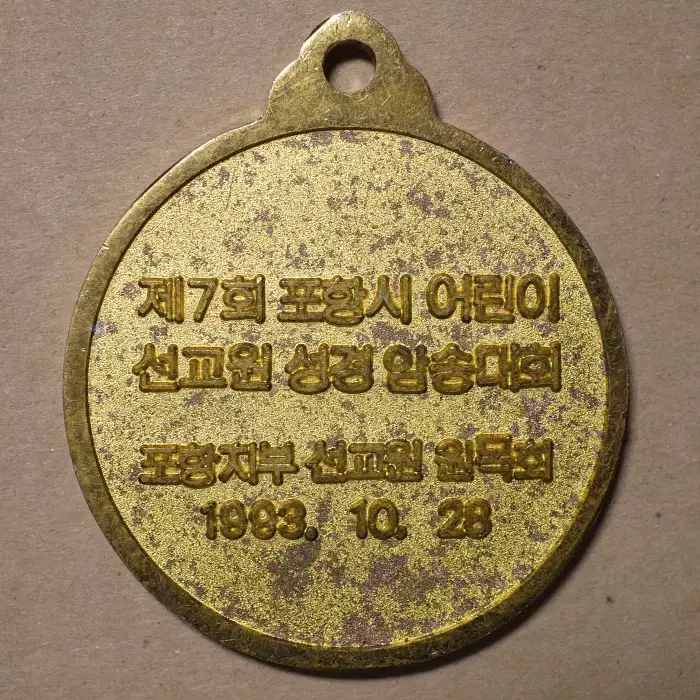 제7회 포항시 어린이
선교원 성경 암송대회
포항지부 선교원 원목회
1993. 10. 28